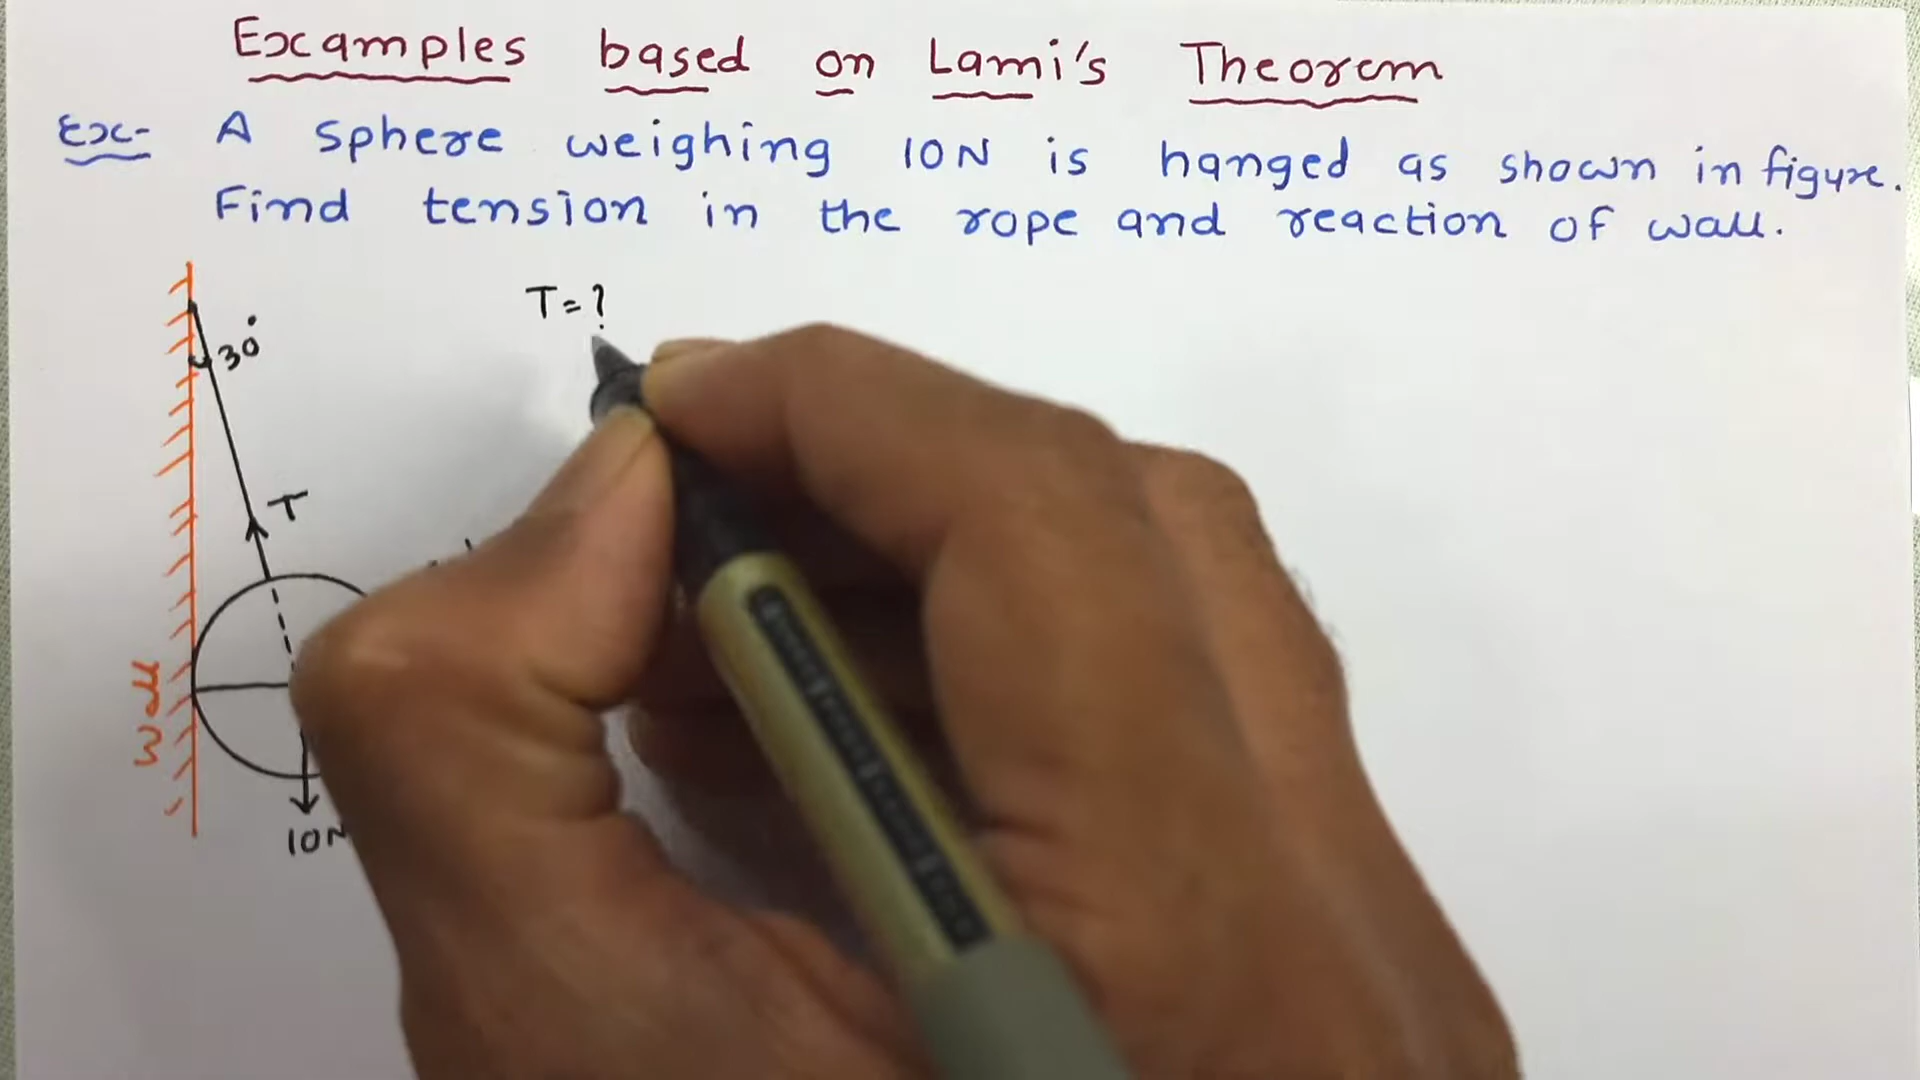 Examples based on Lami's Theorem
Ex- A sphere weighing 10N is hanged as shown in figure.
Find tension in the rope and reaction of wall.
T=?
30°
T
Wall
10N